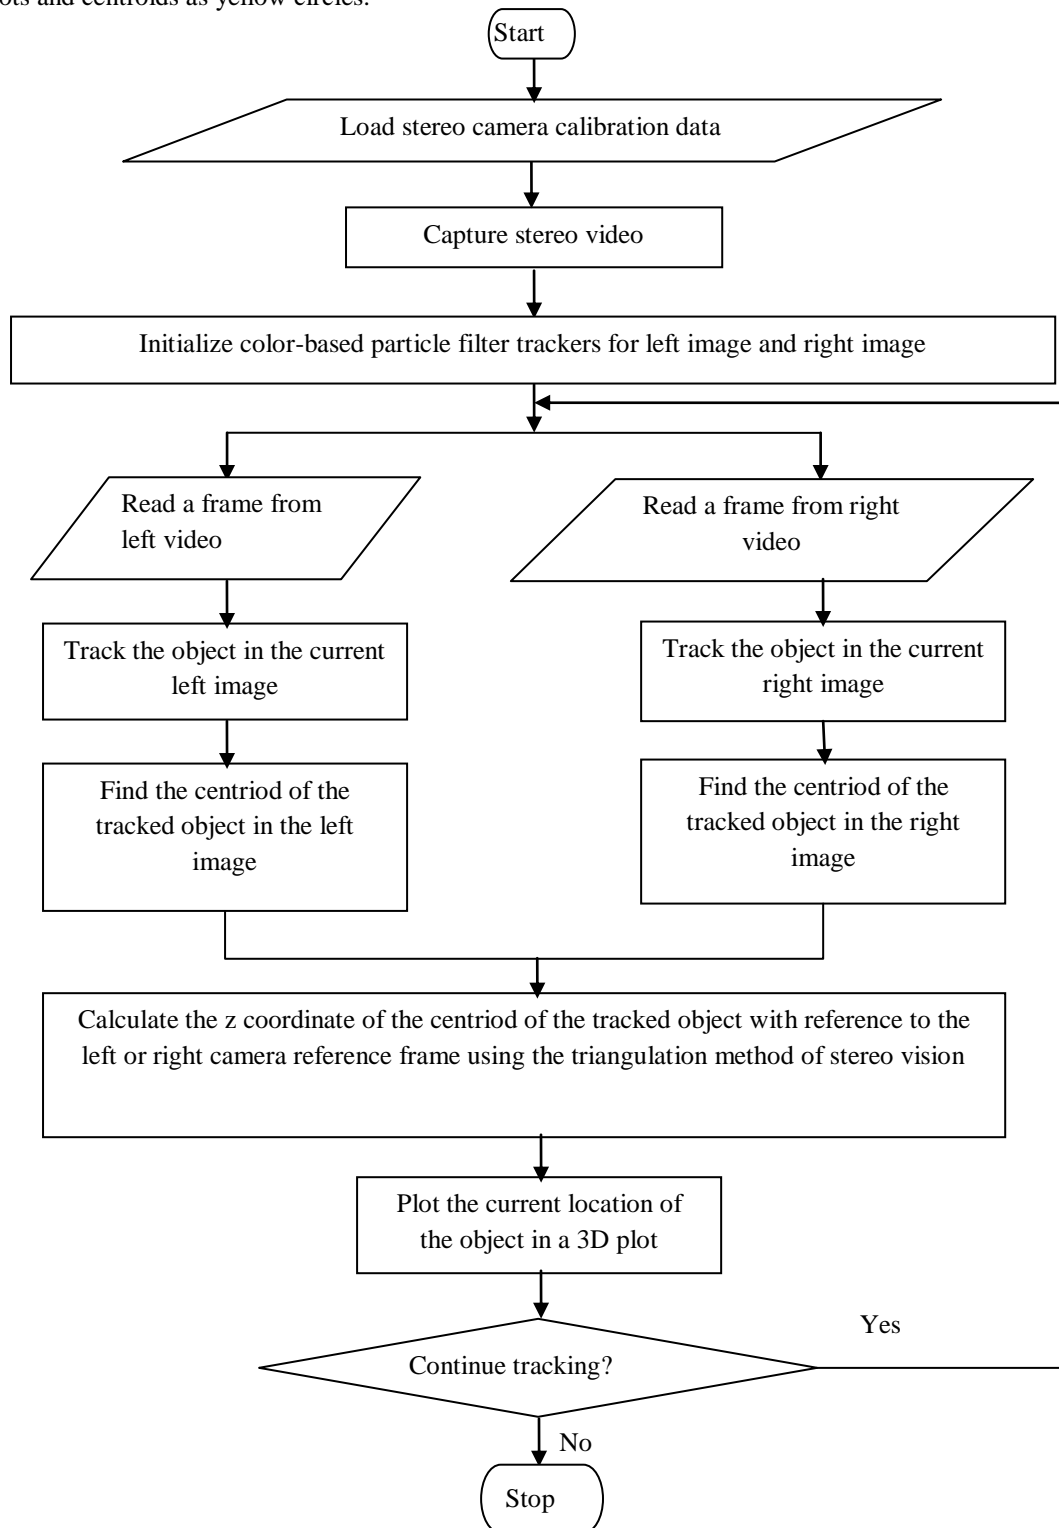 ots and centroids as yellow circles.
Start
Load stereo camera calibration data
Capture stereo video
Initialize color-based particle filter trackers for left image and right image
Read a frame from
left video
Read a frame from right
video
Track the object in the current
left image
Track the object in the current
right image
Find the centriod of the
tracked object in the left
image
Find the centriod of the
tracked object in the right
image
Calculate the z coordinate of the centriod of the tracked object with reference to the
left or right camera reference frame using the triangulation method of stereo vision
Plot the current location of
the object in a 3D plot
Yes
Continue tracking?
No
Stop